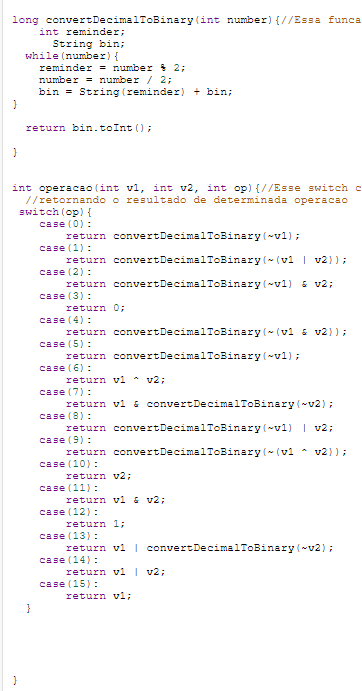 long convertDecimalToBinary(int number){//Essa funca
int reminder;
String bin;
while(number){
reminder = number % 2;
number = number / 2;
bin = String(reminder) + bin;
}
return bin.toInt();
}
int operacao(int v1, int v2, int op){//Esse switch c
//retornando o resultado de determinada operacao
switch(op){
case(0):
return convertDecimalToBinary(~v1);
case(1):
return convertDecimalToBinary(~(v1 | v2));
case(2):
return convertDecimalToBinary(~v1) & v2;
case(3):
return 0;
case(4):
return convertDecimalToBinary(~(v1 & v2));
case(5):
return convertDecimalToBinary(~v1);
case(6):
return v1 ^ v2;
case(7):
return v1 & convertDecimalToBinary(~v2);
case(8):
return convertDecimalToBinary(~v1) | v2;
case(9):
return convertDecimalToBinary(~(v1 ^ v2));
case(10):
return v2;
case(11):
return v1 & v2;
case(12):
return 1;
case(13):
return v1 | convertDecimalToBinary(~v2);
case(14):
return v1 | v2;
case(15):
return v1;
}
}